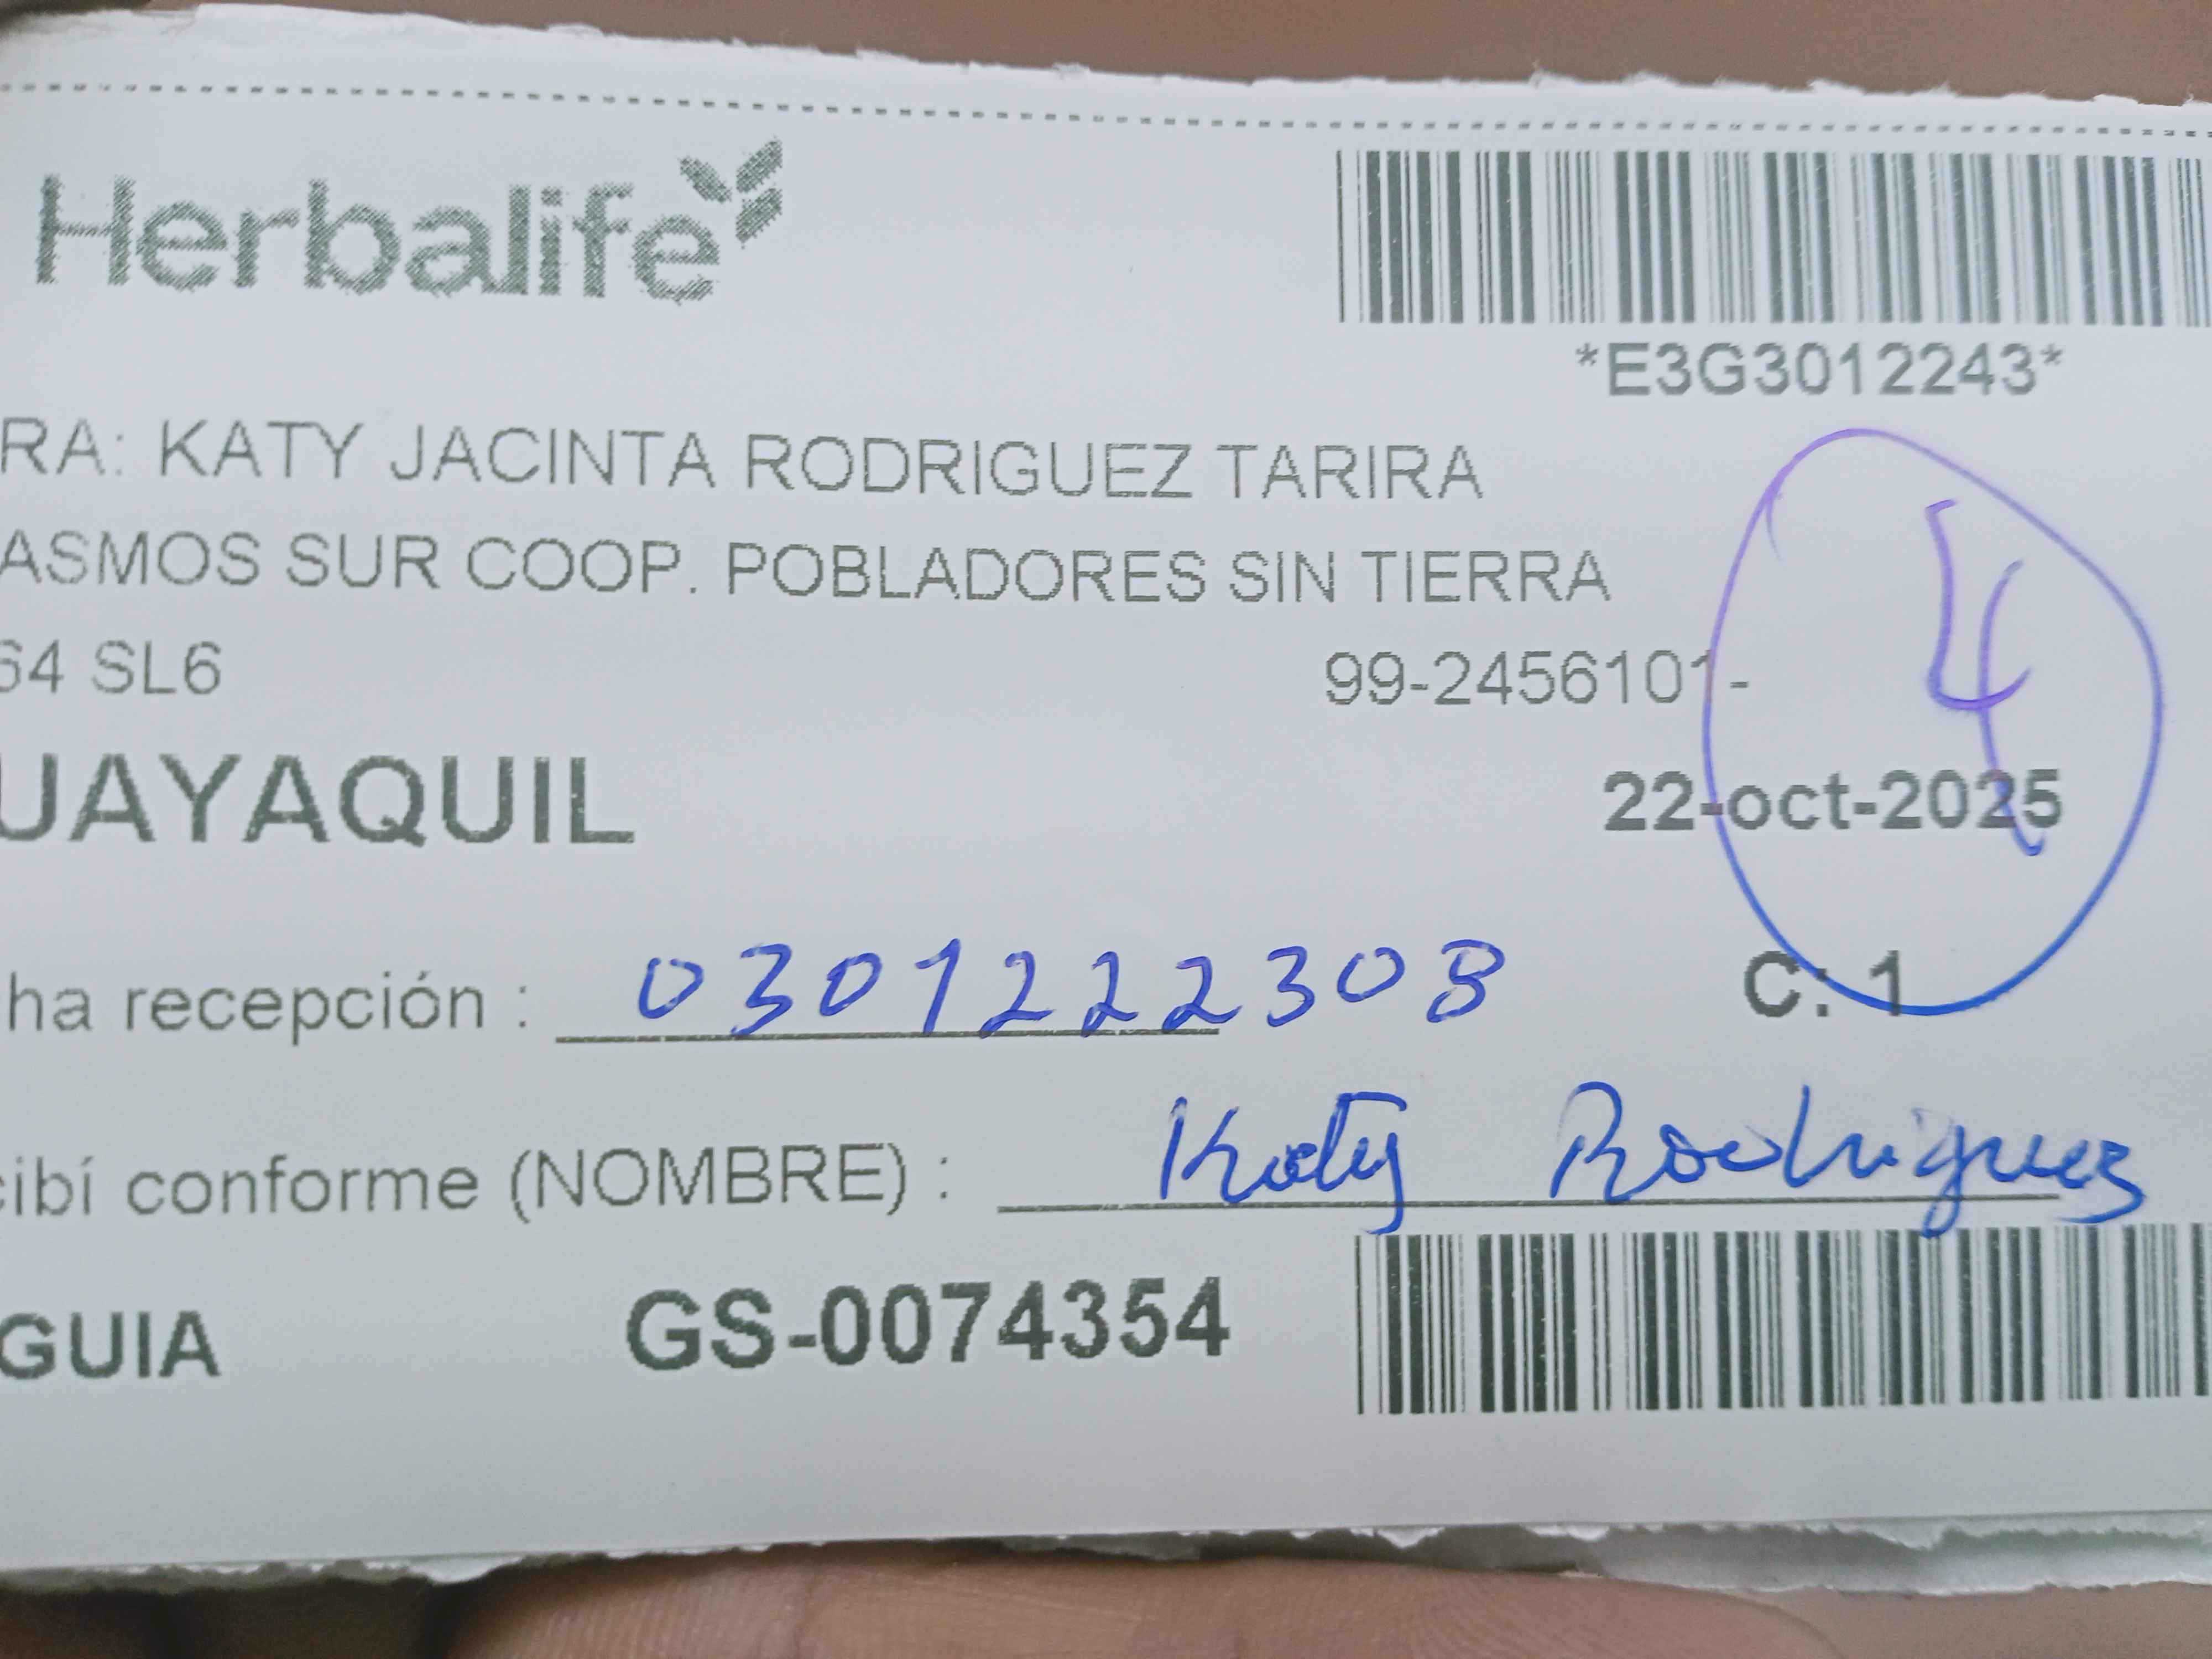 Herbalife
*E3G3012243*
RA: KATY JACINTA RODRIGUEZ TARIRA
ASMOS SUR COOP. POBLADORES SIN TIERRA
64 SL6 99-2456101-
4
UAYAQUIL 22-oct-2025
ha recepción : 0301222308 C: 1
cibí conforme (NOMBRE) : Katy Rodriguez
GUIA GS-0074354